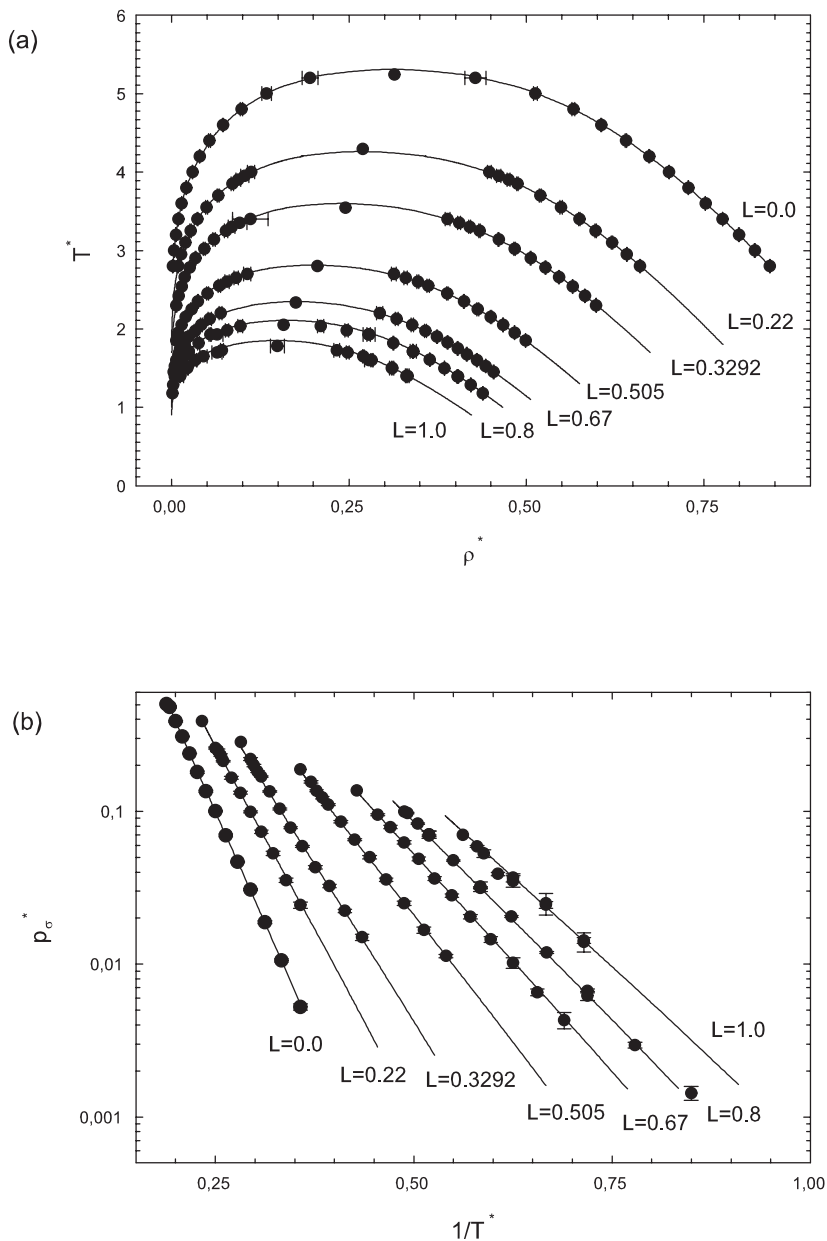 (a)
6
5
4
3
2
1
0
T*
0,00
0,25
0,50
0,75
ρ*
L=0.0
L=0.22
L=0.3292
L=0.505
L=0.67
L=0.8
L=1.0
(b)
0,1
0,01
0,001
pσ*
0,25
0,50
0,75
1,00
1/T*
L=0.0
L=0.22
L=0.3292
L=0.505
L=0.67
L=0.8
L=1.0